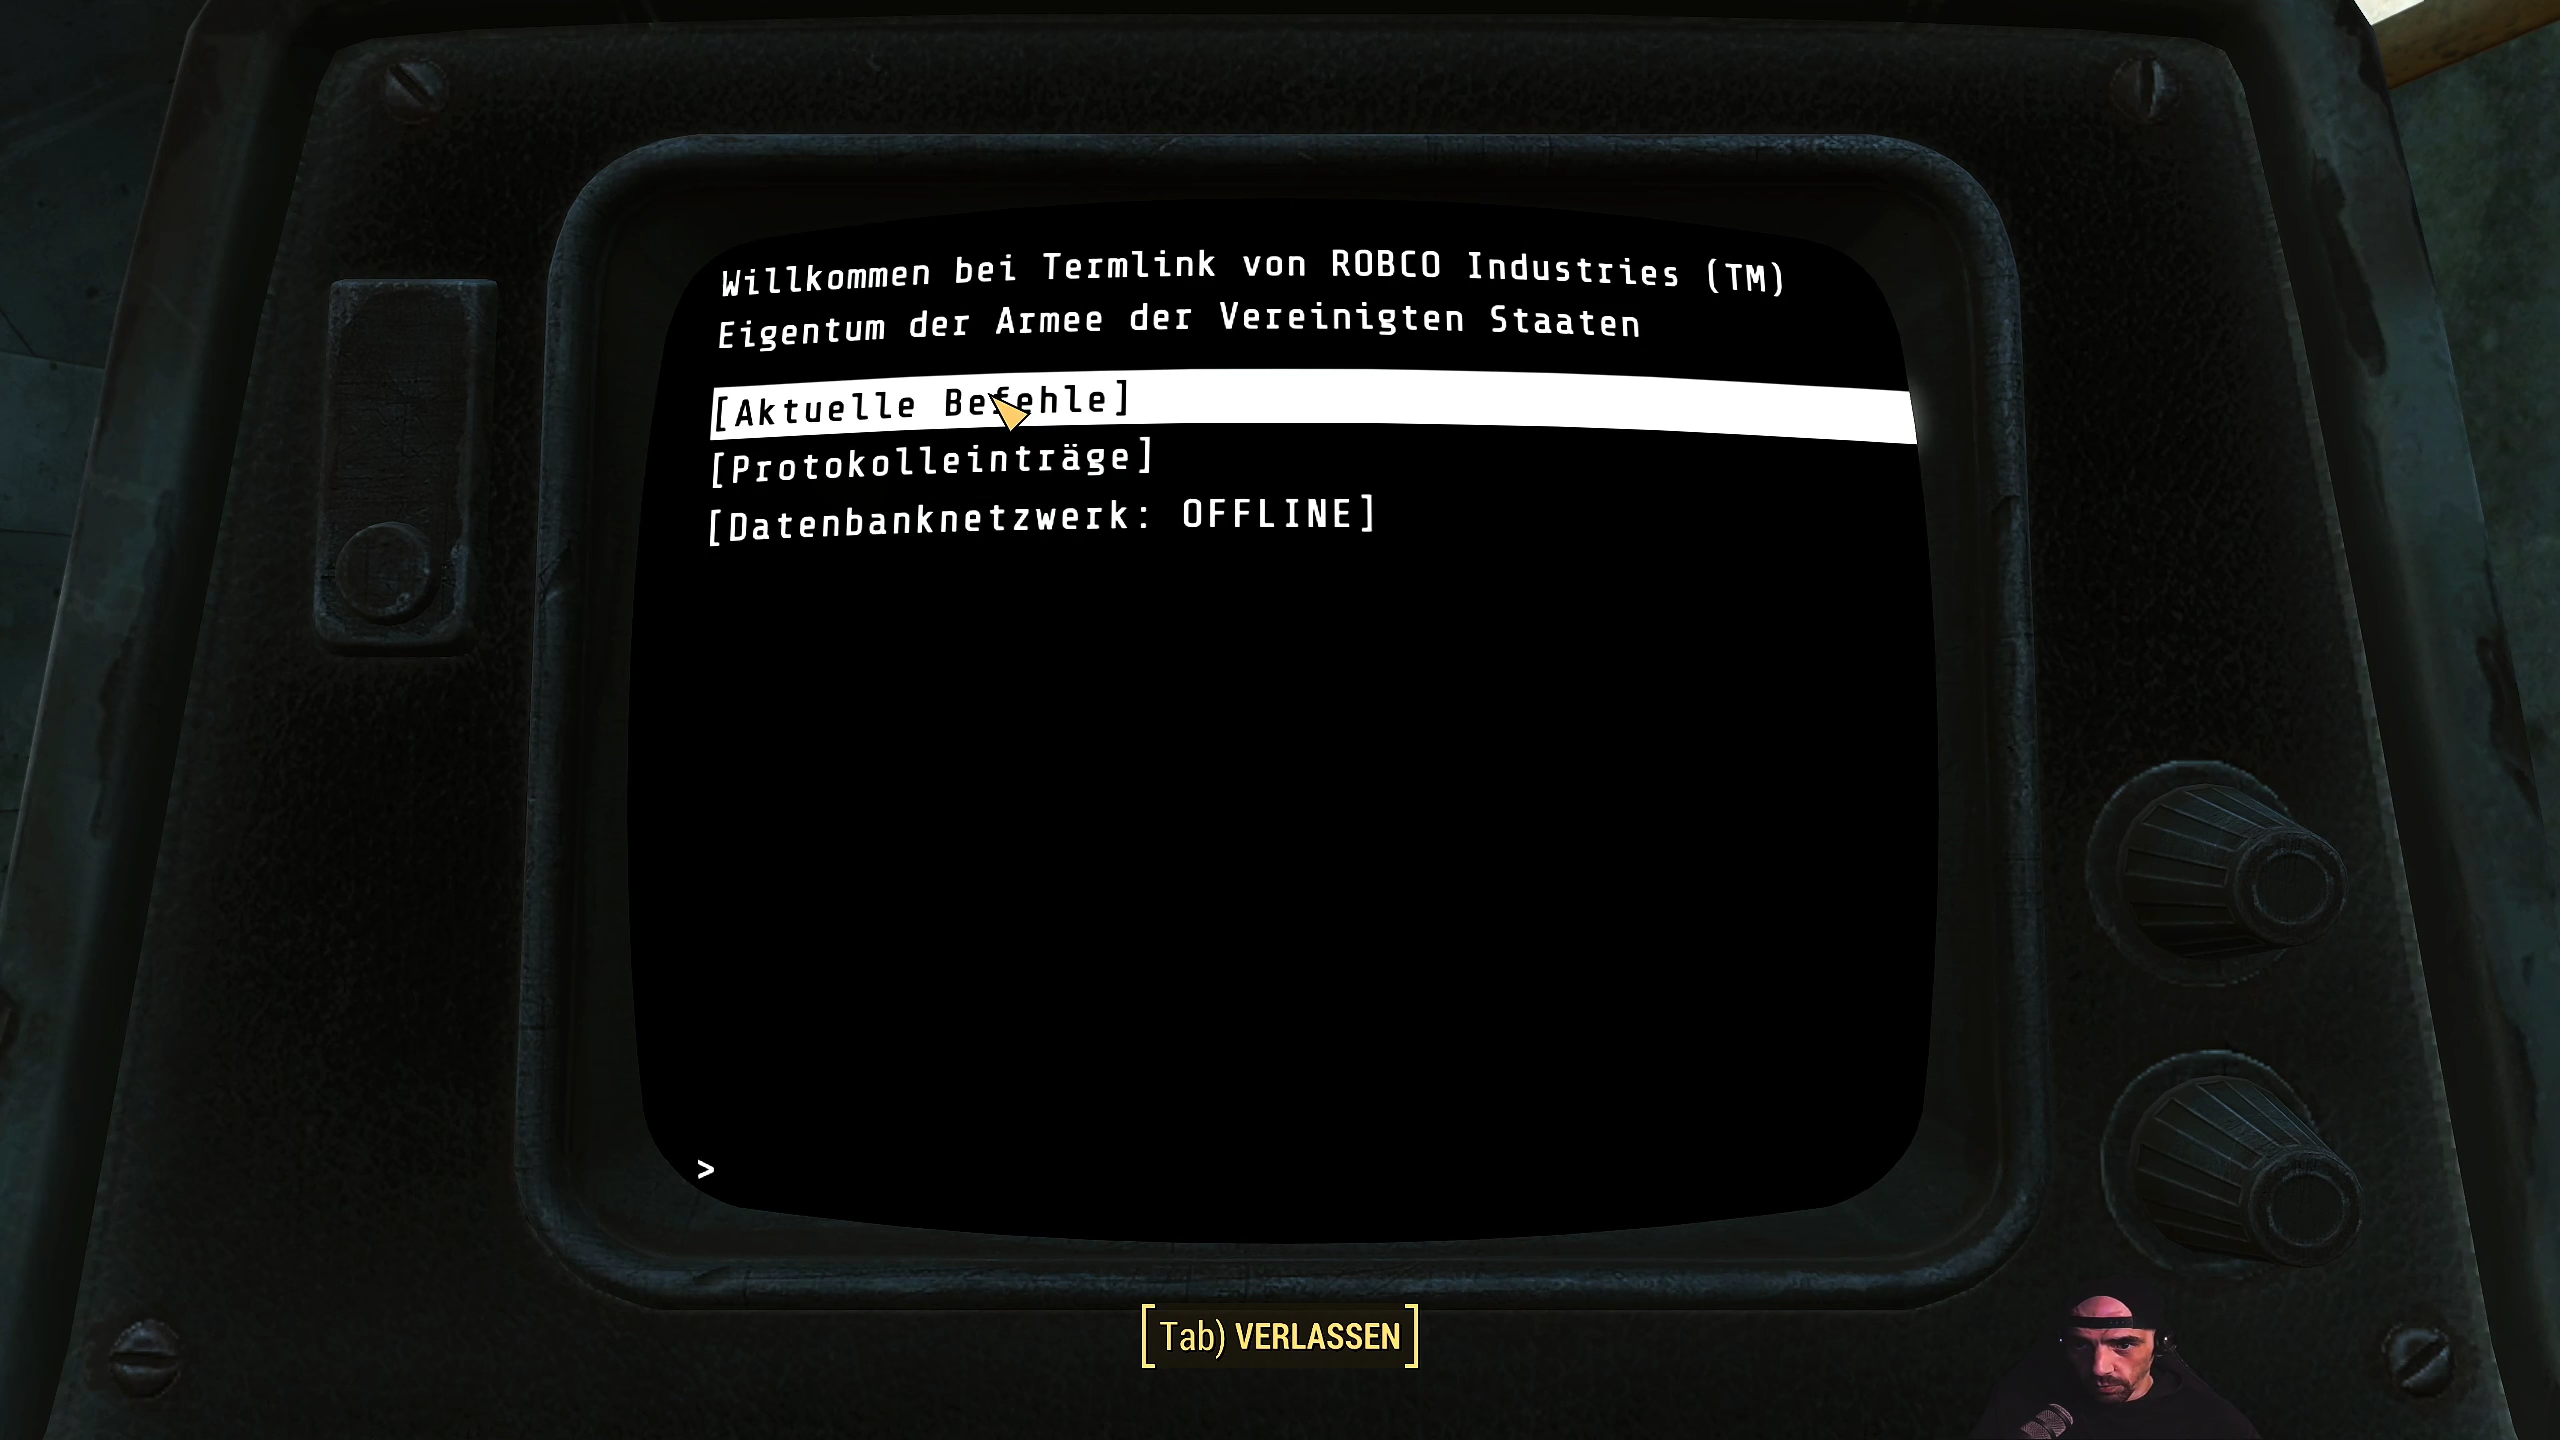 Willkommen bei Termlink von ROBCO Industries (TM)
Eigentum der Armee der Vereinigten Staaten
[Aktuelle Befehle]
[Protokolleinträge]
[Datenbanknetzwerk: OFFLINE]
>
[Tab) VERLASSEN]